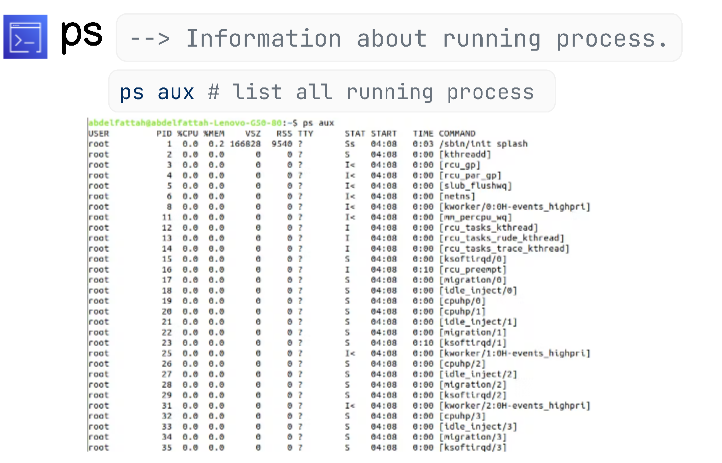 ps --> Information about running process.
ps aux # list all running process
abdelfattah@abdelfattah-Lenovo-G50-80:~$ ps aux
USER PID %CPU %MEM VSZ RSS TTY STAT START TIME COMMAND
root 1 0.0 0.2 166828 9540 ? Ss 04:08 0:03 /sbin/init splash
root 2 0.0 0.0 0 0 ? S 04:08 0:00 [kthreadd]
root 3 0.0 0.0 0 0 ? I< 04:08 0:00 [rcu_gp]
root 4 0.0 0.0 0 0 ? I< 04:08 0:00 [rcu_par_gp]
root 5 0.0 0.0 0 0 ? I< 04:08 0:00 [slub_flushwq]
root 6 0.0 0.0 0 0 ? I< 04:08 0:00 [netns]
root 8 0.0 0.0 0 0 ? I< 04:08 0:00 [kworker/0:0H-events_highpri]
root 11 0.0 0.0 0 0 ? I< 04:08 0:00 [mm_percpu_wq]
root 12 0.0 0.0 0 0 ? I 04:08 0:00 [rcu_tasks_kthread]
root 13 0.0 0.0 0 0 ? I 04:08 0:00 [rcu_tasks_rude_kthread]
root 14 0.0 0.0 0 0 ? I 04:08 0:00 [rcu_tasks_trace_kthread]
root 15 0.0 0.0 0 0 ? S 04:08 0:00 [ksoftirqd/0]
root 16 0.0 0.0 0 0 ? I 04:08 0:10 [rcu_preempt]
root 17 0.0 0.0 0 0 ? S 04:08 0:00 [migration/0]
root 18 0.0 0.0 0 0 ? S 04:08 0:00 [idle_inject/0]
root 19 0.0 0.0 0 0 ? S 04:08 0:00 [cpuhp/0]
root 20 0.0 0.0 0 0 ? S 04:08 0:00 [cpuhp/1]
root 21 0.0 0.0 0 0 ? S 04:08 0:00 [idle_inject/1]
root 22 0.0 0.0 0 0 ? S 04:08 0:00 [migration/1]
root 23 0.0 0.0 0 0 ? S 04:08 0:10 [ksoftirqd/1]
root 25 0.0 0.0 0 0 ? I< 04:08 0:00 [kworker/1:0H-events_highpri]
root 26 0.0 0.0 0 0 ? S 04:08 0:00 [cpuhp/2]
root 27 0.0 0.0 0 0 ? S 04:08 0:00 [idle_inject/2]
root 28 0.0 0.0 0 0 ? S 04:08 0:00 [migration/2]
root 29 0.0 0.0 0 0 ? S 04:08 0:00 [ksoftirqd/2]
root 31 0.0 0.0 0 0 ? I< 04:08 0:00 [kworker/2:0H-events_highpri]
root 32 0.0 0.0 0 0 ? S 04:08 0:00 [cpuhp/3]
root 33 0.0 0.0 0 0 ? S 04:08 0:00 [idle_inject/3]
root 34 0.0 0.0 0 0 ? S 04:08 0:00 [migration/3]
root 35 0.0 0.0 0 0 ? S 04:08 0:00 [ksoftirqd/3]